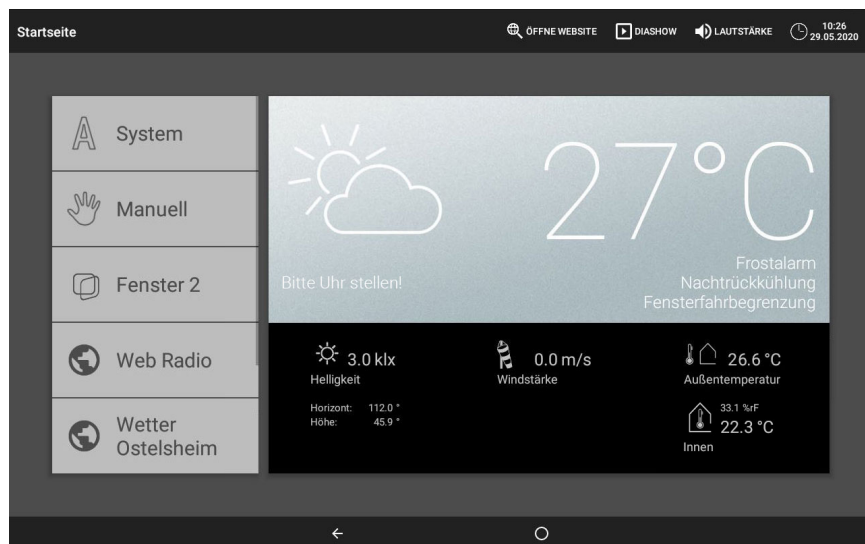 Startseite
ÖFFNE WEBSITE
DIASHOW
LAUTSTÄRKE
10:26
29.05.2020
System
Manuell
Fenster 2
Web Radio
Wetter
Ostelsheim
27°C
Bitte Uhr stellen!
Frostalarm
Nachtrückkühlung
Fensterfahrbegrenzung
3.0 klx
Helligkeit
Horizont: 112.0 °
Höhe: 45.9 °
0.0 m/s
Windstärke
26.6 °C
Außentemperatur
33.1 %rF
22.3 °C
Innen